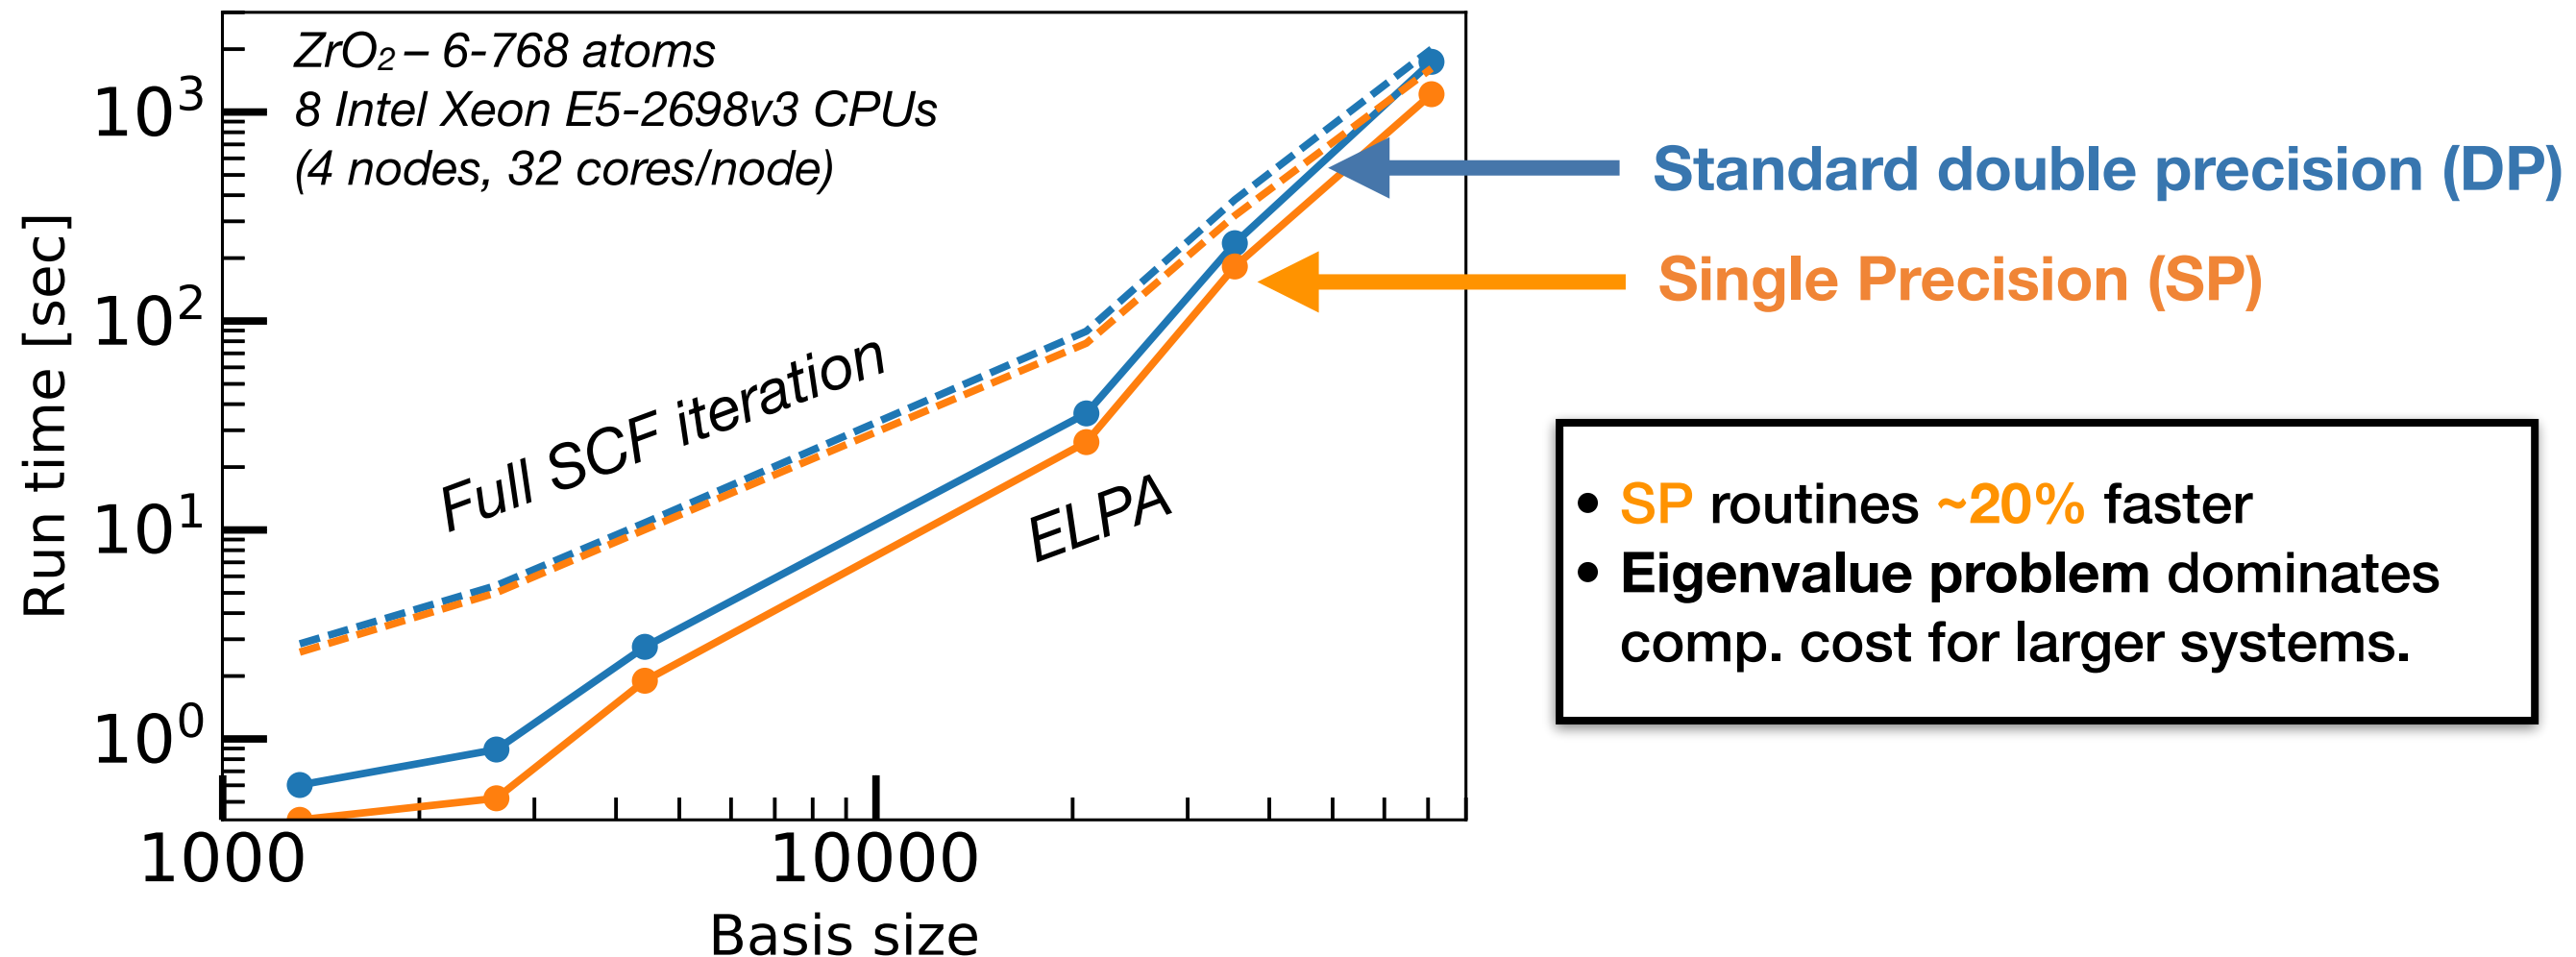 ZrO₂ – 6-768 atoms
8 Intel Xeon E5-2698v3 CPUs
(4 nodes, 32 cores/node)
10³
10²
10¹
10⁰
Run time [sec]
Full SCF iteration
ELPA
1000
10000
Basis size
Standard double precision (DP)
Single Precision (SP)
• SP routines ~20% faster
• Eigenvalue problem dominates
comp. cost for larger systems.